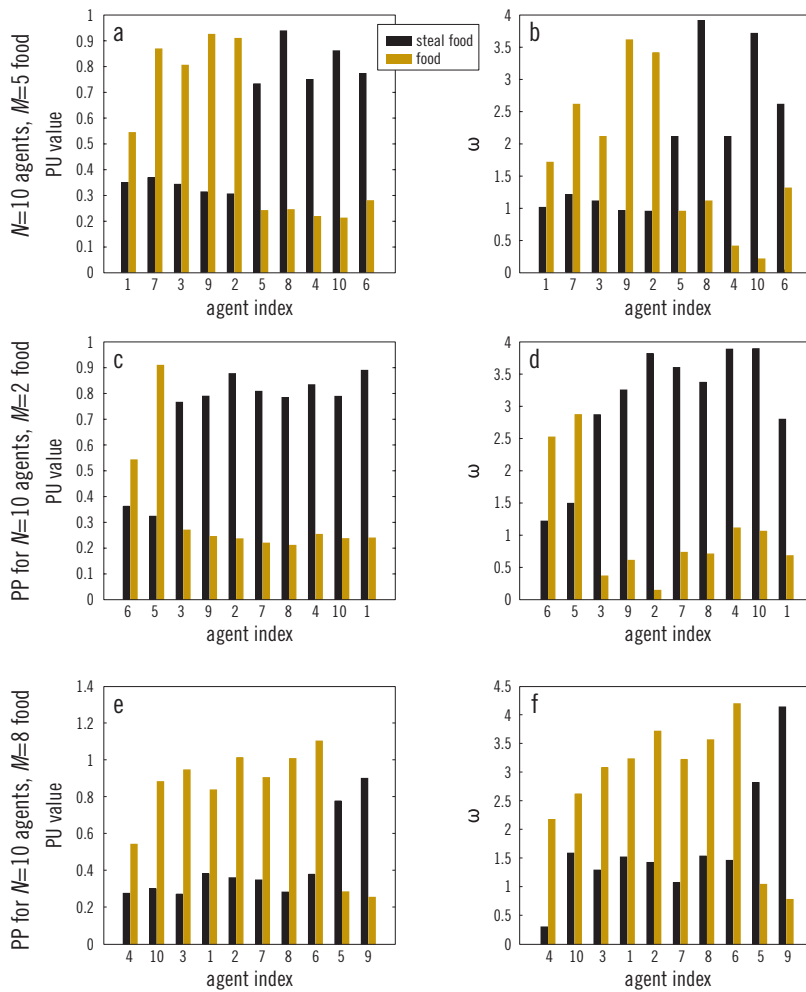 N=10 agents, M=5 food
PU value
a
1
0.9
0.8
0.7
0.6
0.5
0.4
0.3
0.2
0.1
0
1 7 3 9 2 5 8 4 10 6
agent index
steal food
food
ω
b
4
3.5
3
2.5
2
1.5
1
0.5
0
1 7 3 9 2 5 8 4 10 6
agent index
PP for N=10 agents, M=2 food
PU value
c
1
0.9
0.8
0.7
0.6
0.5
0.4
0.3
0.2
0.1
0
6 5 3 9 2 7 8 4 10 1
agent index
ω
d
4
3.5
3
2.5
2
1.5
1
0.5
0
6 5 3 9 2 7 8 4 10 1
agent index
PP for N=10 agents, M=8 food
PU value
e
1.4
1.2
1
0.8
0.6
0.4
0.2
0
4 10 3 1 2 7 8 6 5 9
agent index
ω
f
4.5
4
3.5
3
2.5
2
1.5
1
0.5
0
4 10 3 1 2 7 8 6 5 9
agent index